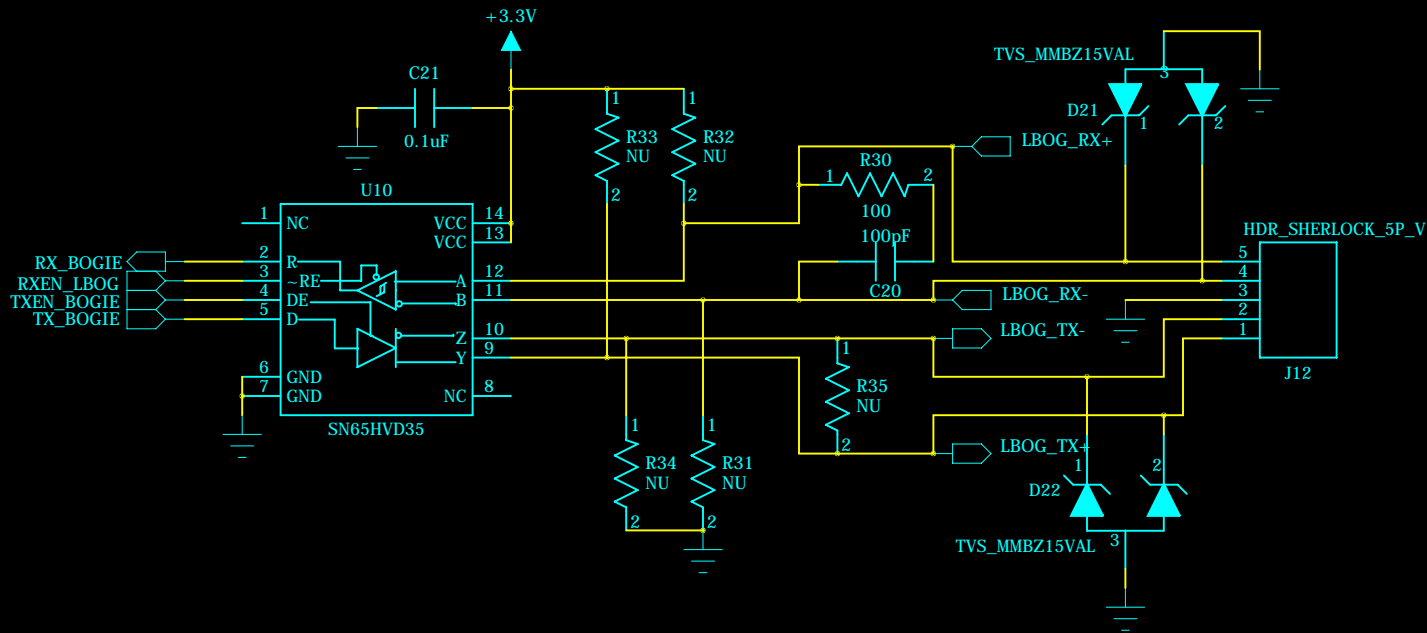 +3.3V
TVS_MMBZ15VAL
C21
3
1
1
D21
1
2
R33
R32
LBOG_RX+
0.1uF
NU
NU
R30
1
2
U10
2
2
100
1
NC
VCC
14
100pF
HDR_SHERLOCK_5P_V
VCC
13
RX_BOGIE
2
R
5
RXEN_LBOG
3
~RE
A
12
4
C20
TXEN_BOGIE
4
DE
B
11
LBOG_RX-
3
TX_BOGIE
5
D
2
Z
10
LBOG_TX-
1
Y
9
1
6
GND
J12
7
GND
NC
8
R35
NU
SN65HVD35
1
1
2
LBOG_TX+
R34
R31
1
2
NU
NU
D22
2
2
3
TVS_MMBZ15VAL